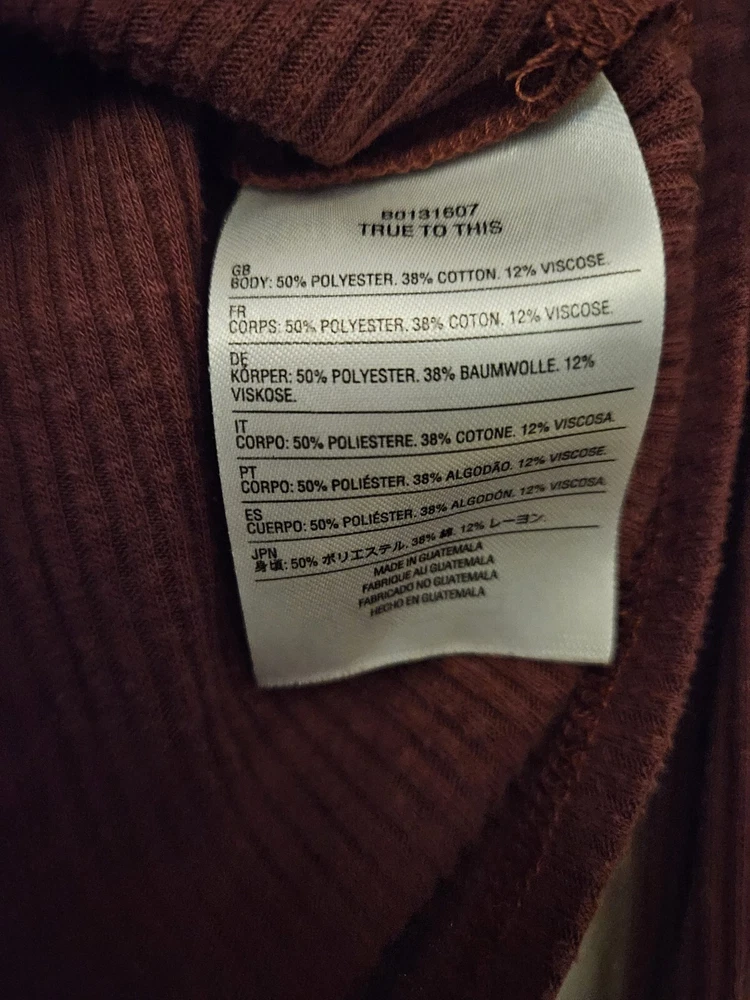 B0131607
TRUE TO THIS
GB
BODY: 50% POLYESTER. 38% COTTON. 12% VISCOSE.
FR
CORPS: 50% POLYESTER. 38% COTON. 12% VISCOSE.
DE
KÖRPER: 50% POLYESTER. 38% BAUMWOLLE. 12%
VISKOSE.
IT
CORPO: 50% POLIESTERE. 38% COTONE. 12% VISCOSA.
PT
CORPO: 50% POLIÉSTER. 38% ALGODÃO. 12% VISCOSE.
ES
CUERPO: 50% POLIÉSTER. 38% ALGODÓN. 12% VISCOSA.
JPN
身頃: 50% ポリエステル. 38% 綿. 12% レーヨン.
MADE IN GUATEMALA
FABRIQUE AU GUATEMALA
FABRICADO NO GUATEMALA
HECHO EN GUATEMALA